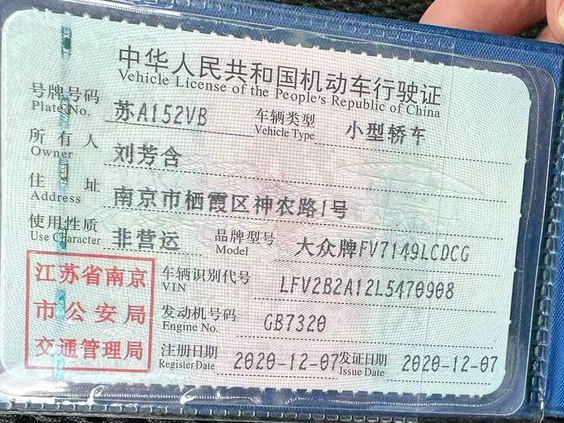 中华人民共和国机动车行驶证
Vehicle License of the People's Republic of China
号牌号码 苏A152VB 车辆类型 小型轿车
Plate No. Vehicle Type
所有人 刘芳含
Owner
住址 南京市栖霞区神农路1号
Address
使用性质 非营运 品牌型号 大众牌FV7149LCDCG
Use Character Model
江苏省南京
市公安局
交通管理局
车辆识别代号 LFV2B2A12L5470908
VIN
发动机号码 GB7320
Engine No.
注册日期 2020-12-07 发证日期 2020-12-07
Register Date Issue Date